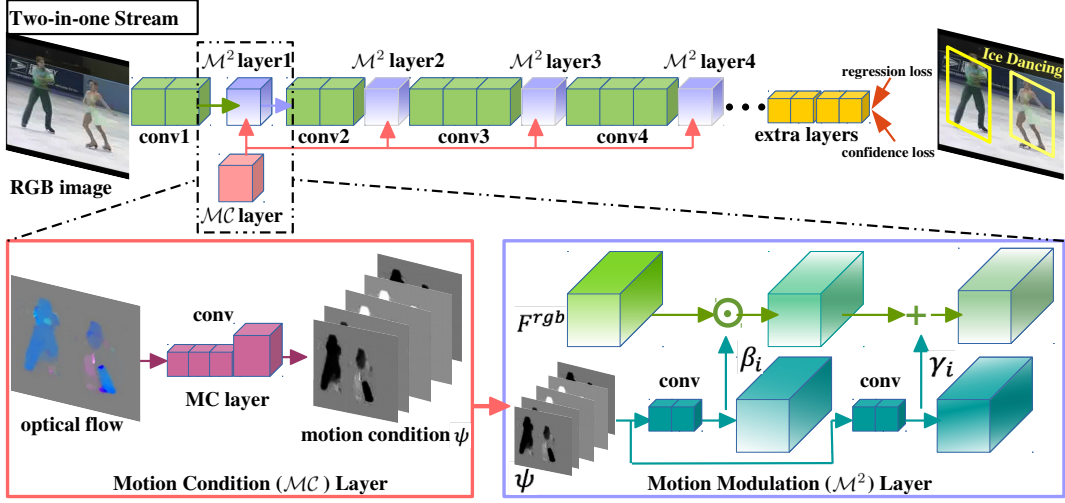 Two-in-one Stream
M² layer1
M² layer2
M² layer3
M² layer4
Ice Dancing
regression loss
conv1
conv2
conv3
conv4
extra layers
confidence loss
RGB image
MC layer
conv
F^rgb
β_i
γ_i
conv
conv
MC layer
optical flow
motion condition ψ
ψ
Motion Condition (MC) Layer
Motion Modulation (M²) Layer